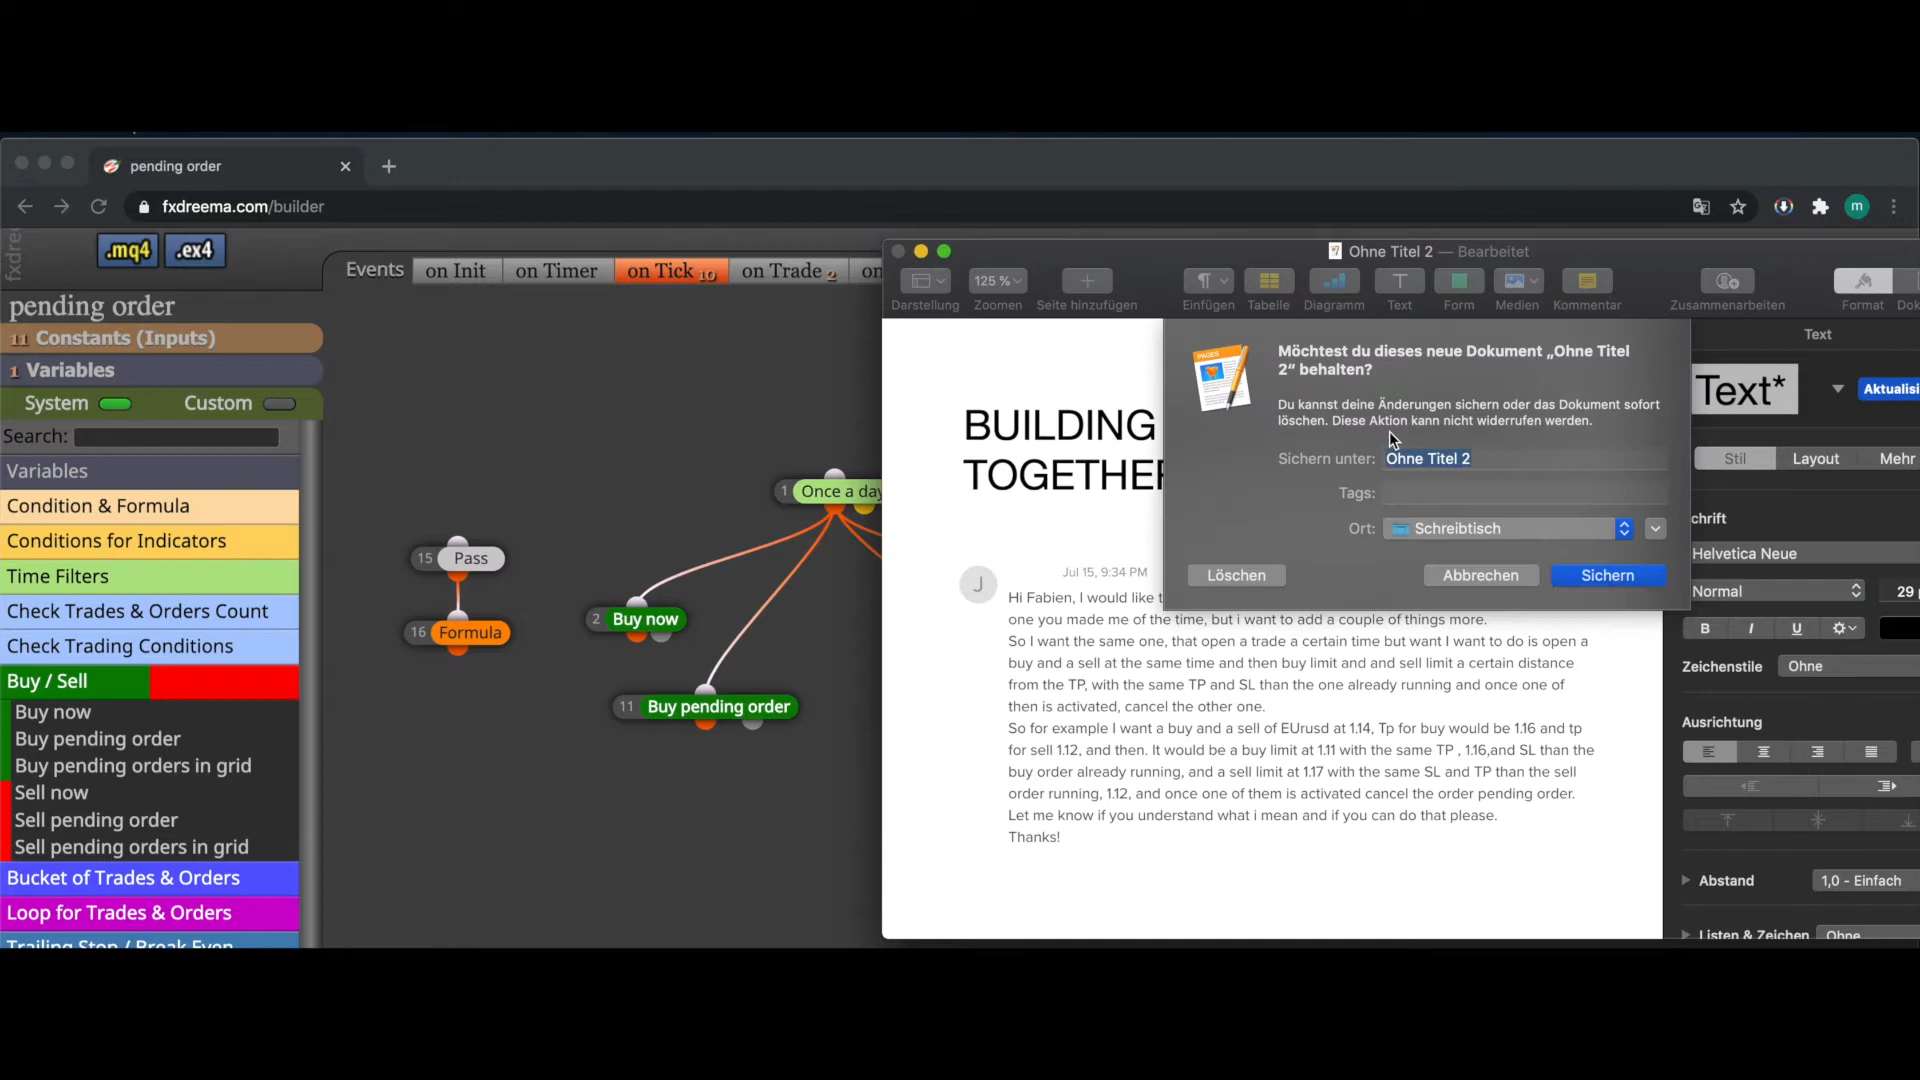 pending order
fxdreema.com/builder
m
fxdree
.mq4
.ex4
Events
on Init
on Timer
on Tick 10
on Trade 2
on
pending order
11 Constants (Inputs)
1 Variables
System
Custom
Search:
Variables
Condition & Formula
Conditions for Indicators
Time Filters
Check Trades & Orders Count
Check Trading Conditions
Buy / Sell
Buy now
Buy pending order
Buy pending orders in grid
Sell now
Sell pending order
Sell pending orders in grid
Bucket of Trades & Orders
Loop for Trades & Orders
Trailing Stop / Break Even
1 Once a day
15 Pass
16 Formula
2 Buy now
11 Buy pending order
Ohne Titel 2 — Bearbeitet
125 %
Darstellung
Zoomen
Seite hinzufügen
Einfügen
Tabelle
Diagramm
Text
Form
Medien
Kommentar
Zusammenarbeiten
Format
Dok
BUILDING
TOGETHER
PAGES
Möchtest du dieses neue Dokument „Ohne Titel
2“ behalten?
Du kannst deine Änderungen sichern oder das Dokument sofort
löschen. Diese Aktion kann nicht widerrufen werden.
Sichern unter: Ohne Titel 2
Tags:
Ort: Schreibtisch
Löschen
Abbrechen
Sichern
J
Jul 15, 9:34 PM
Hi Fabien, I would like t
one you made me of the time, but i want to add a couple of things more.
So I want the same one, that open a trade a certain time but want I want to do is open a
buy and a sell at the same time and then buy limit and and sell limit a certain distance
from the TP, with the same TP and SL than the one already running and once one of
then is activated, cancel the other one.
So for example I want a buy and a sell of EUrusd at 1.14, Tp for buy would be 1.16 and tp
for sell 1.12, and then. It would be a buy limit at 1.11 with the same TP , 1.16,and SL than the
buy order already running, and a sell limit at 1.17 with the same SL and TP than the sell
order running, 1.12, and once one of them is activated cancel the order pending order.
Let me know if you understand what i mean and if you can do that please.
Thanks!
Text
Text*
Aktualisi
Stil
Layout
Mehr
chrift
Helvetica Neue
Normal
29 p
B
I
U
Zeichenstile
Ohne
Ausrichtung
Abstand
1,0 - Einfach
Listen & Zeichen
Ohne